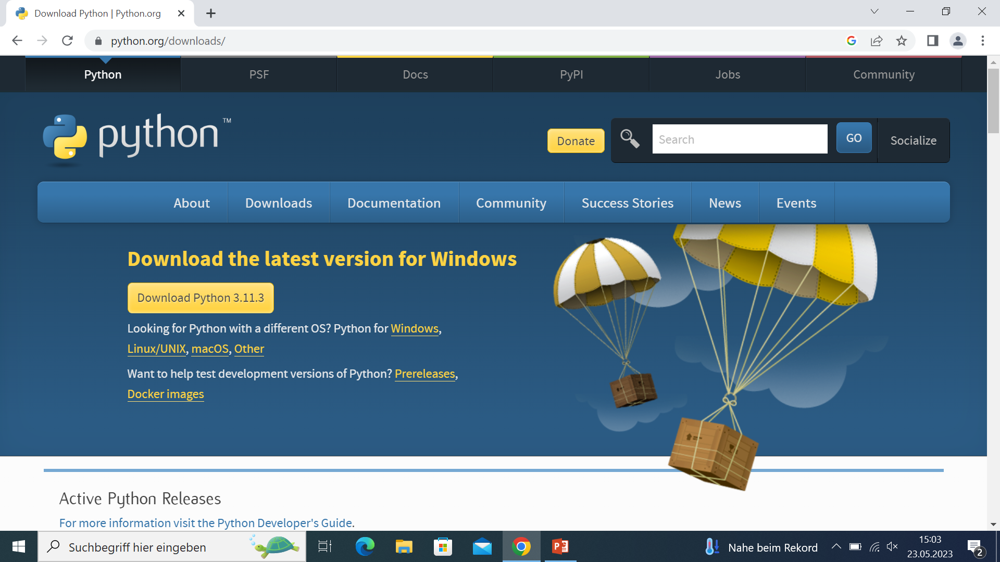 Download Python | Python.org
python.org/downloads/
Python PSF Docs PyPI Jobs Community
python TM
Donate Search GO Socialize
About Downloads Documentation Community Success Stories News Events
Download the latest version for Windows
Download Python 3.11.3
Looking for Python with a different OS? Python for Windows,
Linux/UNIX, macOS, Other
Want to help test development versions of Python? Prereleases,
Docker images
Active Python Releases
For more information visit the Python Developer's Guide.
Suchbegriff hier eingeben
Nahe beim Rekord
15:03
23.05.2023
2